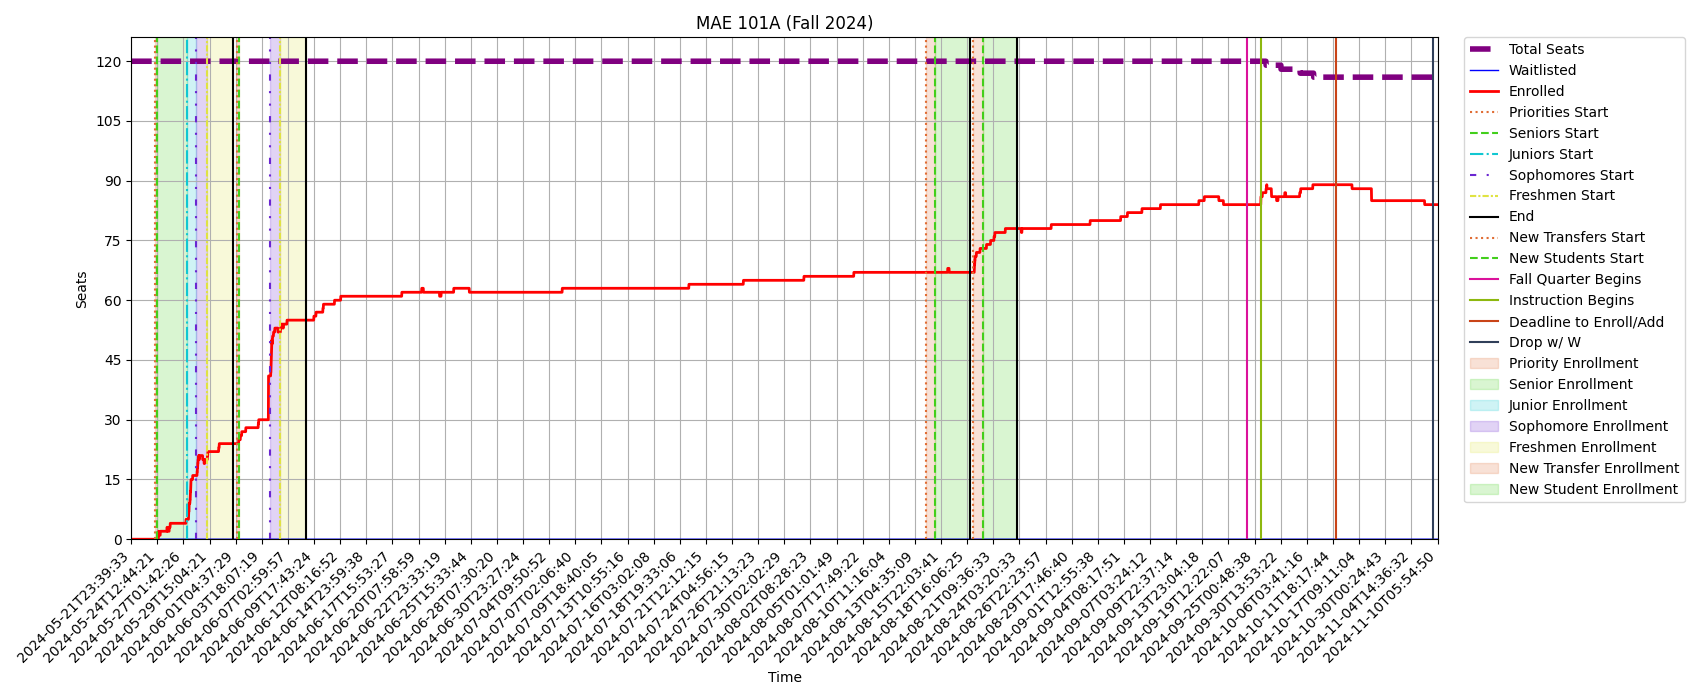 MAE 101A (Fall 2024)
Seats
120
105
90
75
60
45
30
15
0
2024-05-21T23:39:33
2024-05-24T12:44:21
2024-05-27T01:42:26
2024-05-29T15:04:21
2024-06-01T04:37:29
2024-06-03T18:07:19
2024-06-07T02:59:57
2024-06-09T17:43:24
2024-06-12T08:16:52
2024-06-14T23:59:38
2024-06-17T15:53:27
2024-06-20T07:58:59
2024-06-22T23:33:19
2024-06-25T15:33:44
2024-06-28T07:30:20
2024-06-30T23:27:24
2024-07-04T09:50:52
2024-07-07T02:06:40
2024-07-09T18:40:05
2024-07-13T10:55:16
2024-07-16T03:02:08
2024-07-18T19:33:06
2024-07-21T12:12:15
2024-07-24T04:56:15
2024-07-26T21:13:23
2024-07-30T02:02:29
2024-08-02T08:28:23
2024-08-05T01:01:49
2024-08-07T17:49:22
2024-08-10T11:16:04
2024-08-13T04:35:09
2024-08-15T22:03:41
2024-08-18T16:06:25
2024-08-21T09:36:33
2024-08-24T03:20:33
2024-08-26T22:23:57
2024-08-29T17:46:40
2024-09-01T12:55:38
2024-09-04T08:17:51
2024-09-07T03:24:12
2024-09-09T22:37:14
2024-09-13T23:04:18
2024-09-19T12:22:07
2024-09-25T00:48:38
2024-09-30T13:53:22
2024-10-06T03:41:16
2024-10-11T18:17:44
2024-10-17T09:11:04
2024-10-30T00:24:43
2024-11-04T14:36:32
2024-11-10T05:54:50
Time
Total Seats
Waitlisted
Enrolled
Priorities Start
Seniors Start
Juniors Start
Sophomores Start
Freshmen Start
End
New Transfers Start
New Students Start
Fall Quarter Begins
Instruction Begins
Deadline to Enroll/Add
Drop w/ W
Priority Enrollment
Senior Enrollment
Junior Enrollment
Sophomore Enrollment
Freshmen Enrollment
New Transfer Enrollment
New Student Enrollment